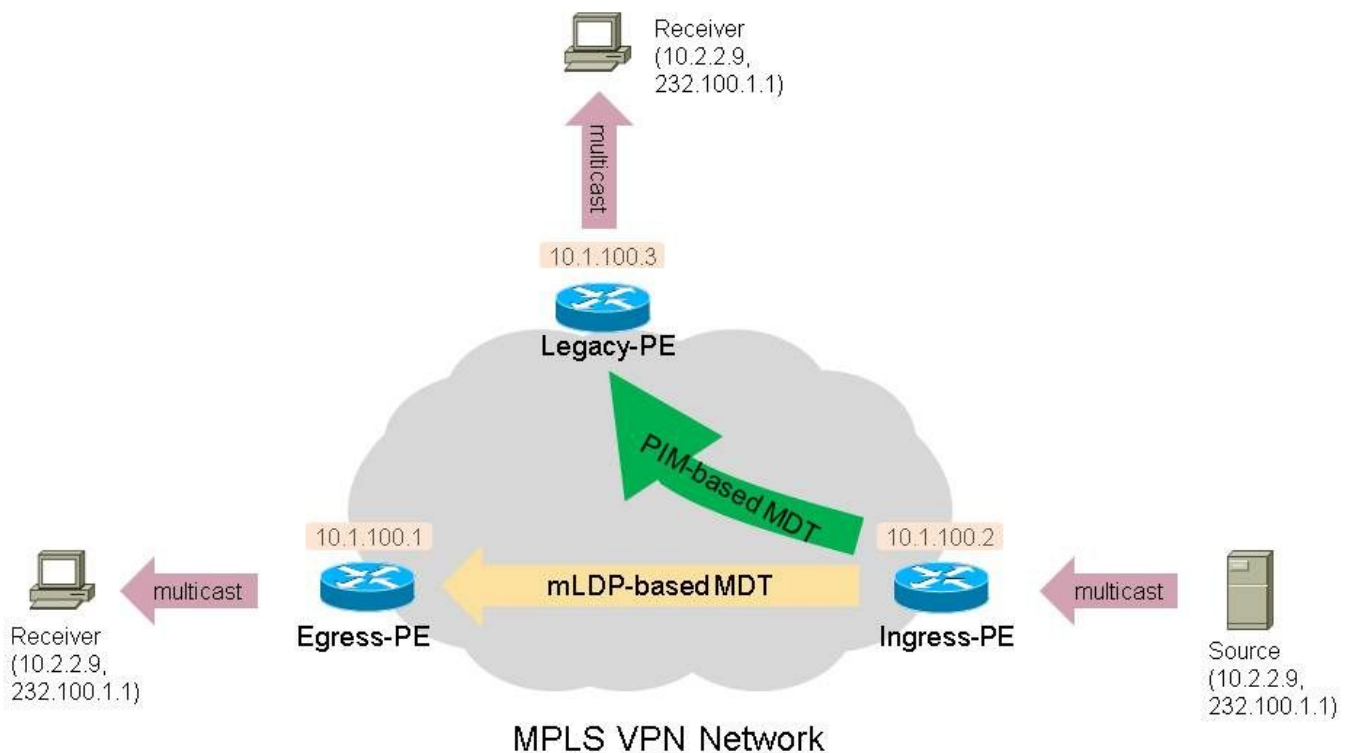 Receiver
(10.2.2.9,
232.100.1.1)
multicast
10.1.100.3
Legacy-PE
PIM-based MDT
10.1.100.1
10.1.100.2
multicast
mLDP-based MDT
multicast
Egress-PE
Ingress-PE
Receiver
(10.2.2.9,
232.100.1.1)
Source
(10.2.2.9,
232.100.1.1)
MPLS VPN Network